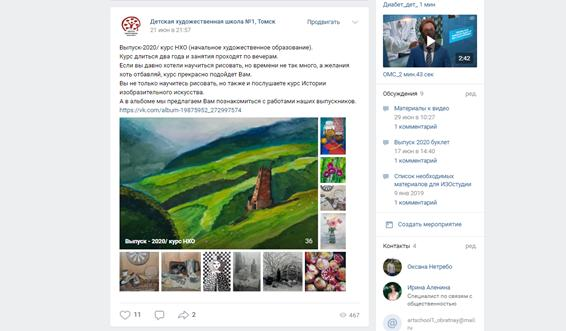 Детская художественная школа №1, Томск
Продвигать
21 июн в 21:57
Выпуск-2020/ курс НХО (начальное художественное образование).
Курс длиться два года и занятия проходят по вечерам.
Если вы давно хотели научиться рисовать, но времени не так много, а желания
хоть отбавляй, курс прекрасно подойдет Вам.
Вы не только научитесь рисовать, но также и послушаете курс Истории
изобразительного искусства.
А в альбоме мы предлагаем Вам познакомиться с работами наших выпускников.
https://vk.com/album-19875952_272997574
Выпуск - 2020/ курс НХО
36
11
2
467
Диабет_дет_, 1 мин
2:42
ОМС_2 мин.43 сек
Обсуждения 9
ред.
Материалы к видео
29 июн в 10:27
1 комментарий
Выпуск 2020 буклет
17 июн в 14:40
1 комментарий
Список необходимых
материалов для ИЗОстудии
9 янв 2019
1 комментарий
Создать мероприятие
Контакты 4
ред.
Оксана Нетребо
Ирина Аленина
Специалист по связям с
общественностью
@
artschool1_obratnay@mail.
ru